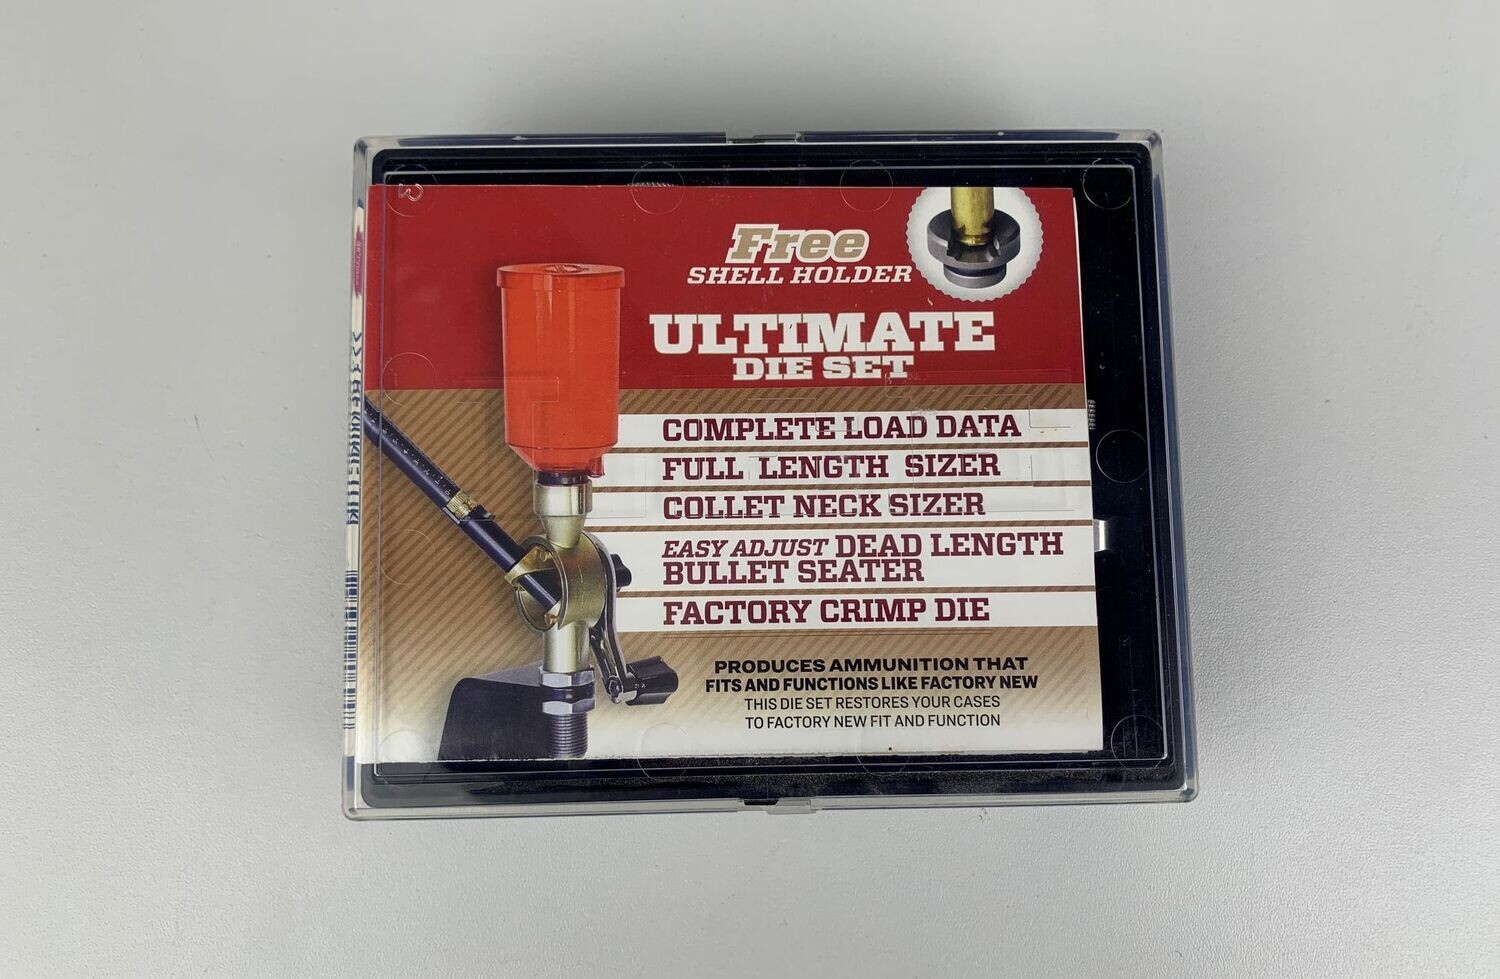 Free
SHELL HOLDER
ULTIMATE
DIE SET
COMPLETE LOAD DATA
FULL LENGTH SIZER
COLLET NECK SIZER
EASY ADJUST DEAD LENGTH
BULLET SEATER
FACTORY CRIMP DIE
PRODUCES AMMUNITION THAT
FITS AND FUNCTIONS LIKE FACTORY NEW
THIS DIE SET RESTORES YOUR CASES
TO FACTORY NEW FIT AND FUNCTION